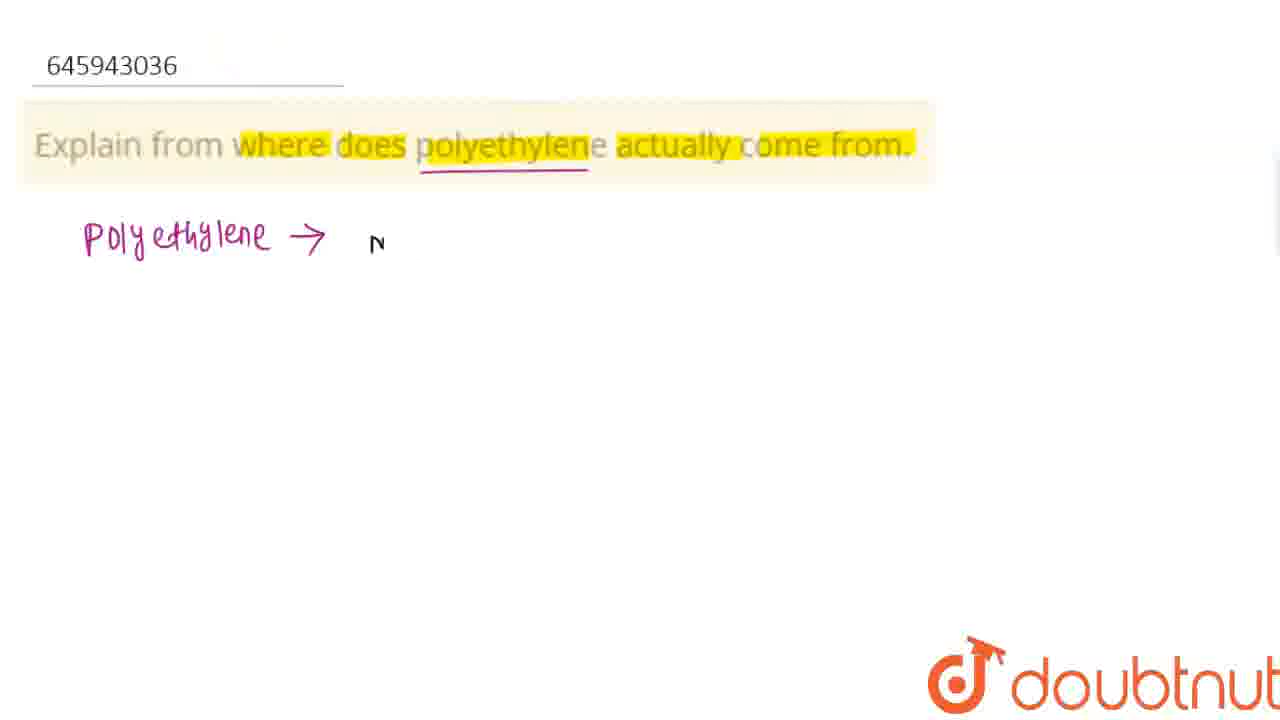 645943036
Explain from where does polyethylene actually come from.
Polyethylene → N
doubtnut